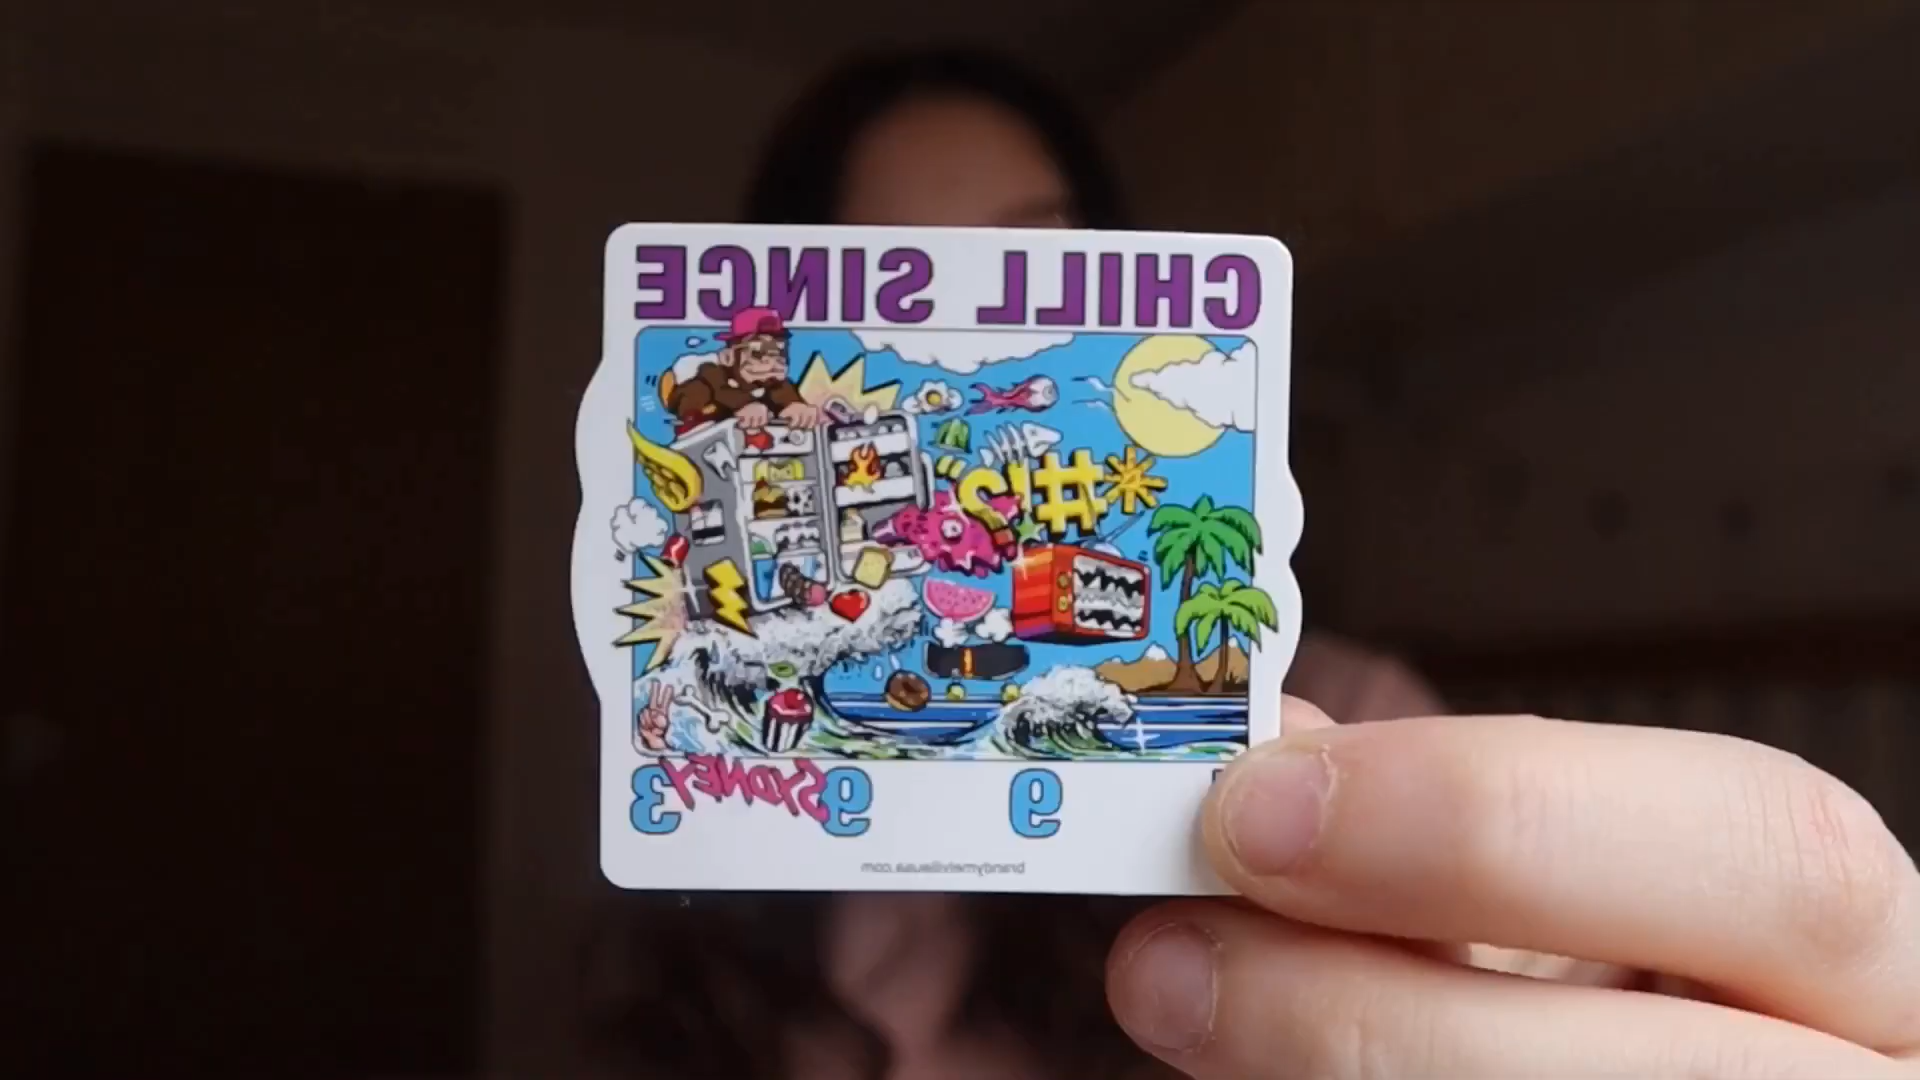 CHILL SINCE
#!?
9 9 SYDNEY 3
brandymelvilleusa.com